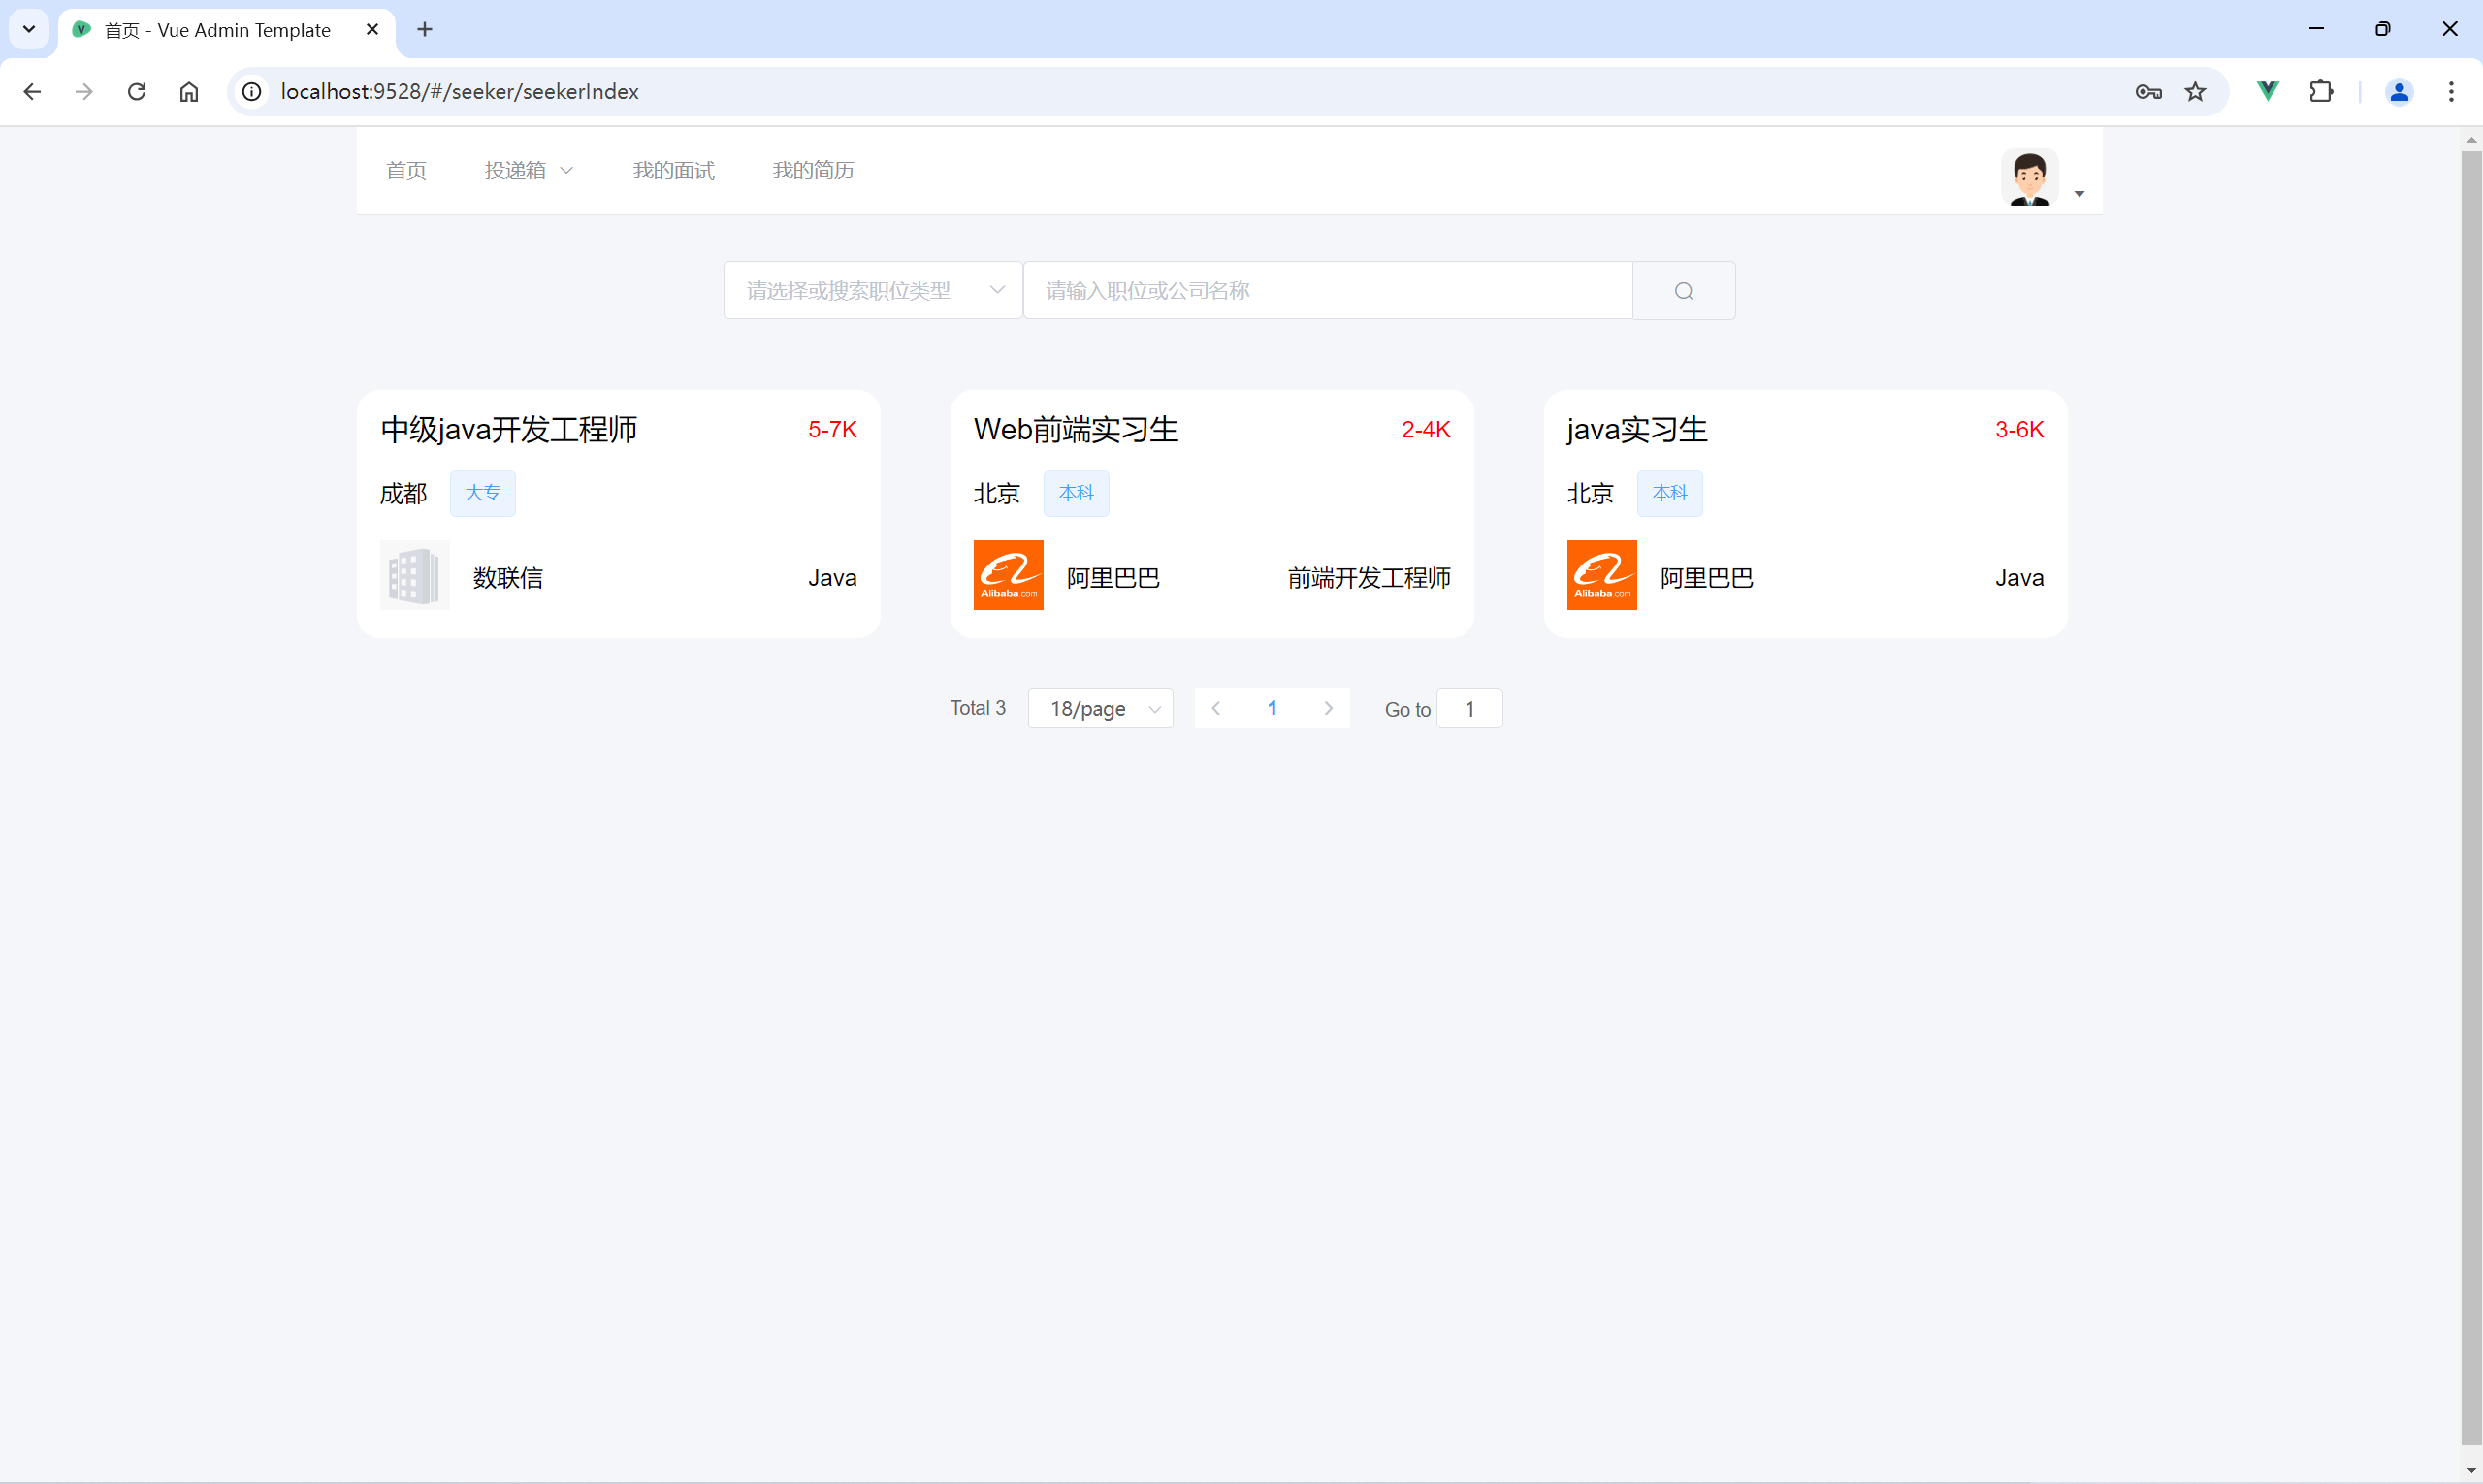 首页 - Vue Admin Template
localhost:9528/#/seeker/seekerIndex
首页 投递箱 我的面试 我的简历
请选择或搜索职位类型 请输入职位或公司名称
中级java开发工程师 5-7K
成都 大专
数联信 Java
Web前端实习生 2-4K
北京 本科
Alibaba.com 阿里巴巴 前端开发工程师
java实习生 3-6K
北京 本科
Alibaba.com 阿里巴巴 Java
Total 3 18/page 1 Go to 1